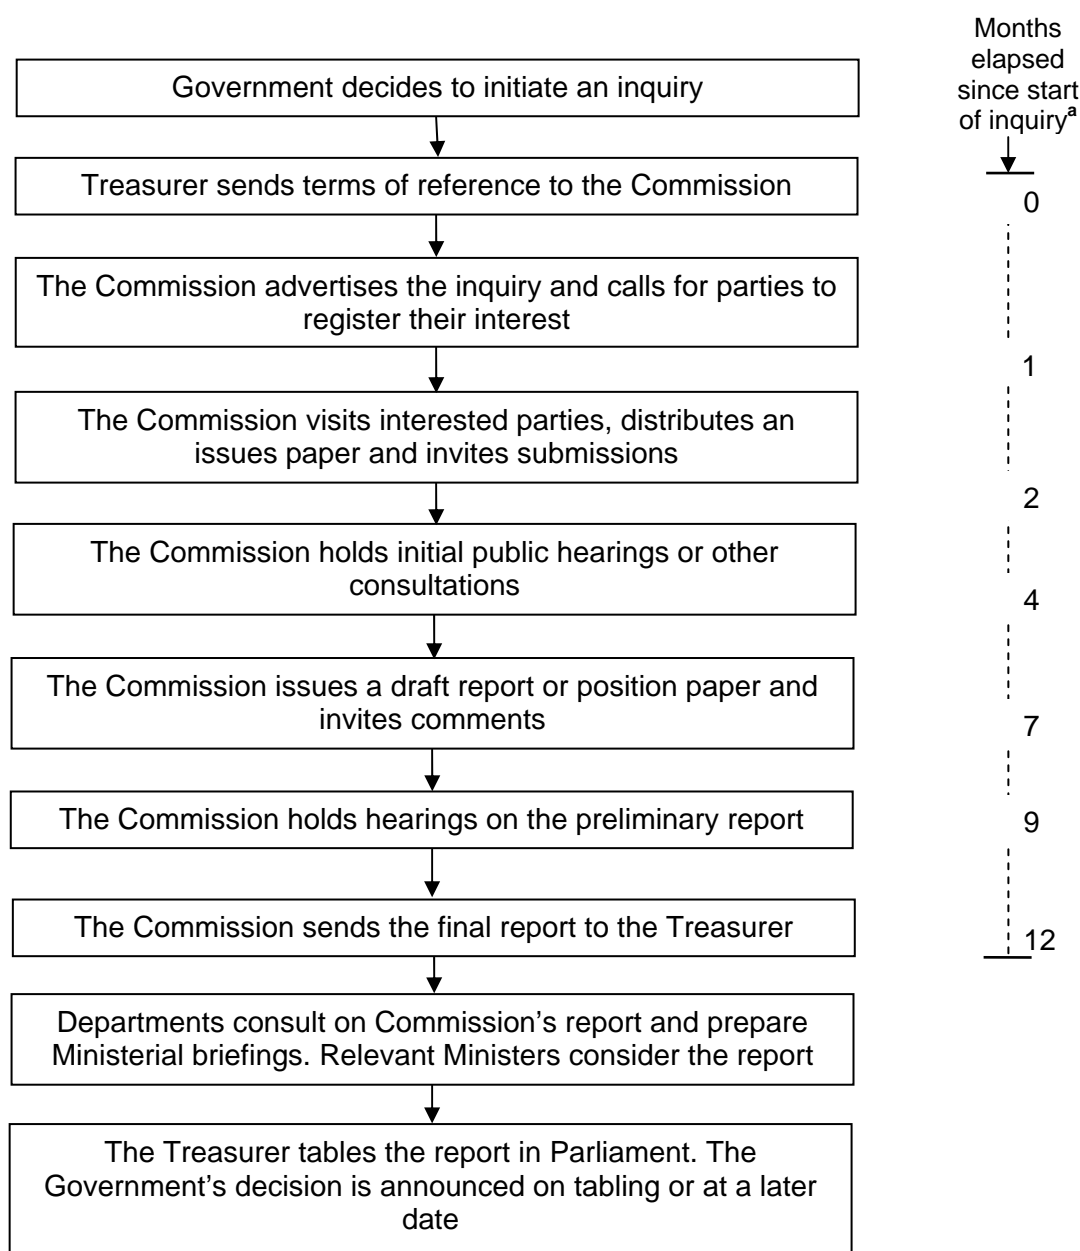 Months
elapsed
since start
of inquiryª
Government decides to initiate an inquiry
Treasurer sends terms of reference to the Commission
0
The Commission advertises the inquiry and calls for parties to
register their interest
1
The Commission visits interested parties, distributes an
issues paper and invites submissions
2
The Commission holds initial public hearings or other
consultations
4
The Commission issues a draft report or position paper and
invites comments
7
The Commission holds hearings on the preliminary report
9
The Commission sends the final report to the Treasurer
12
Departments consult on Commission’s report and prepare
Ministerial briefings. Relevant Ministers consider the report
The Treasurer tables the report in Parliament. The
Government’s decision is announced on tabling or at a later
date